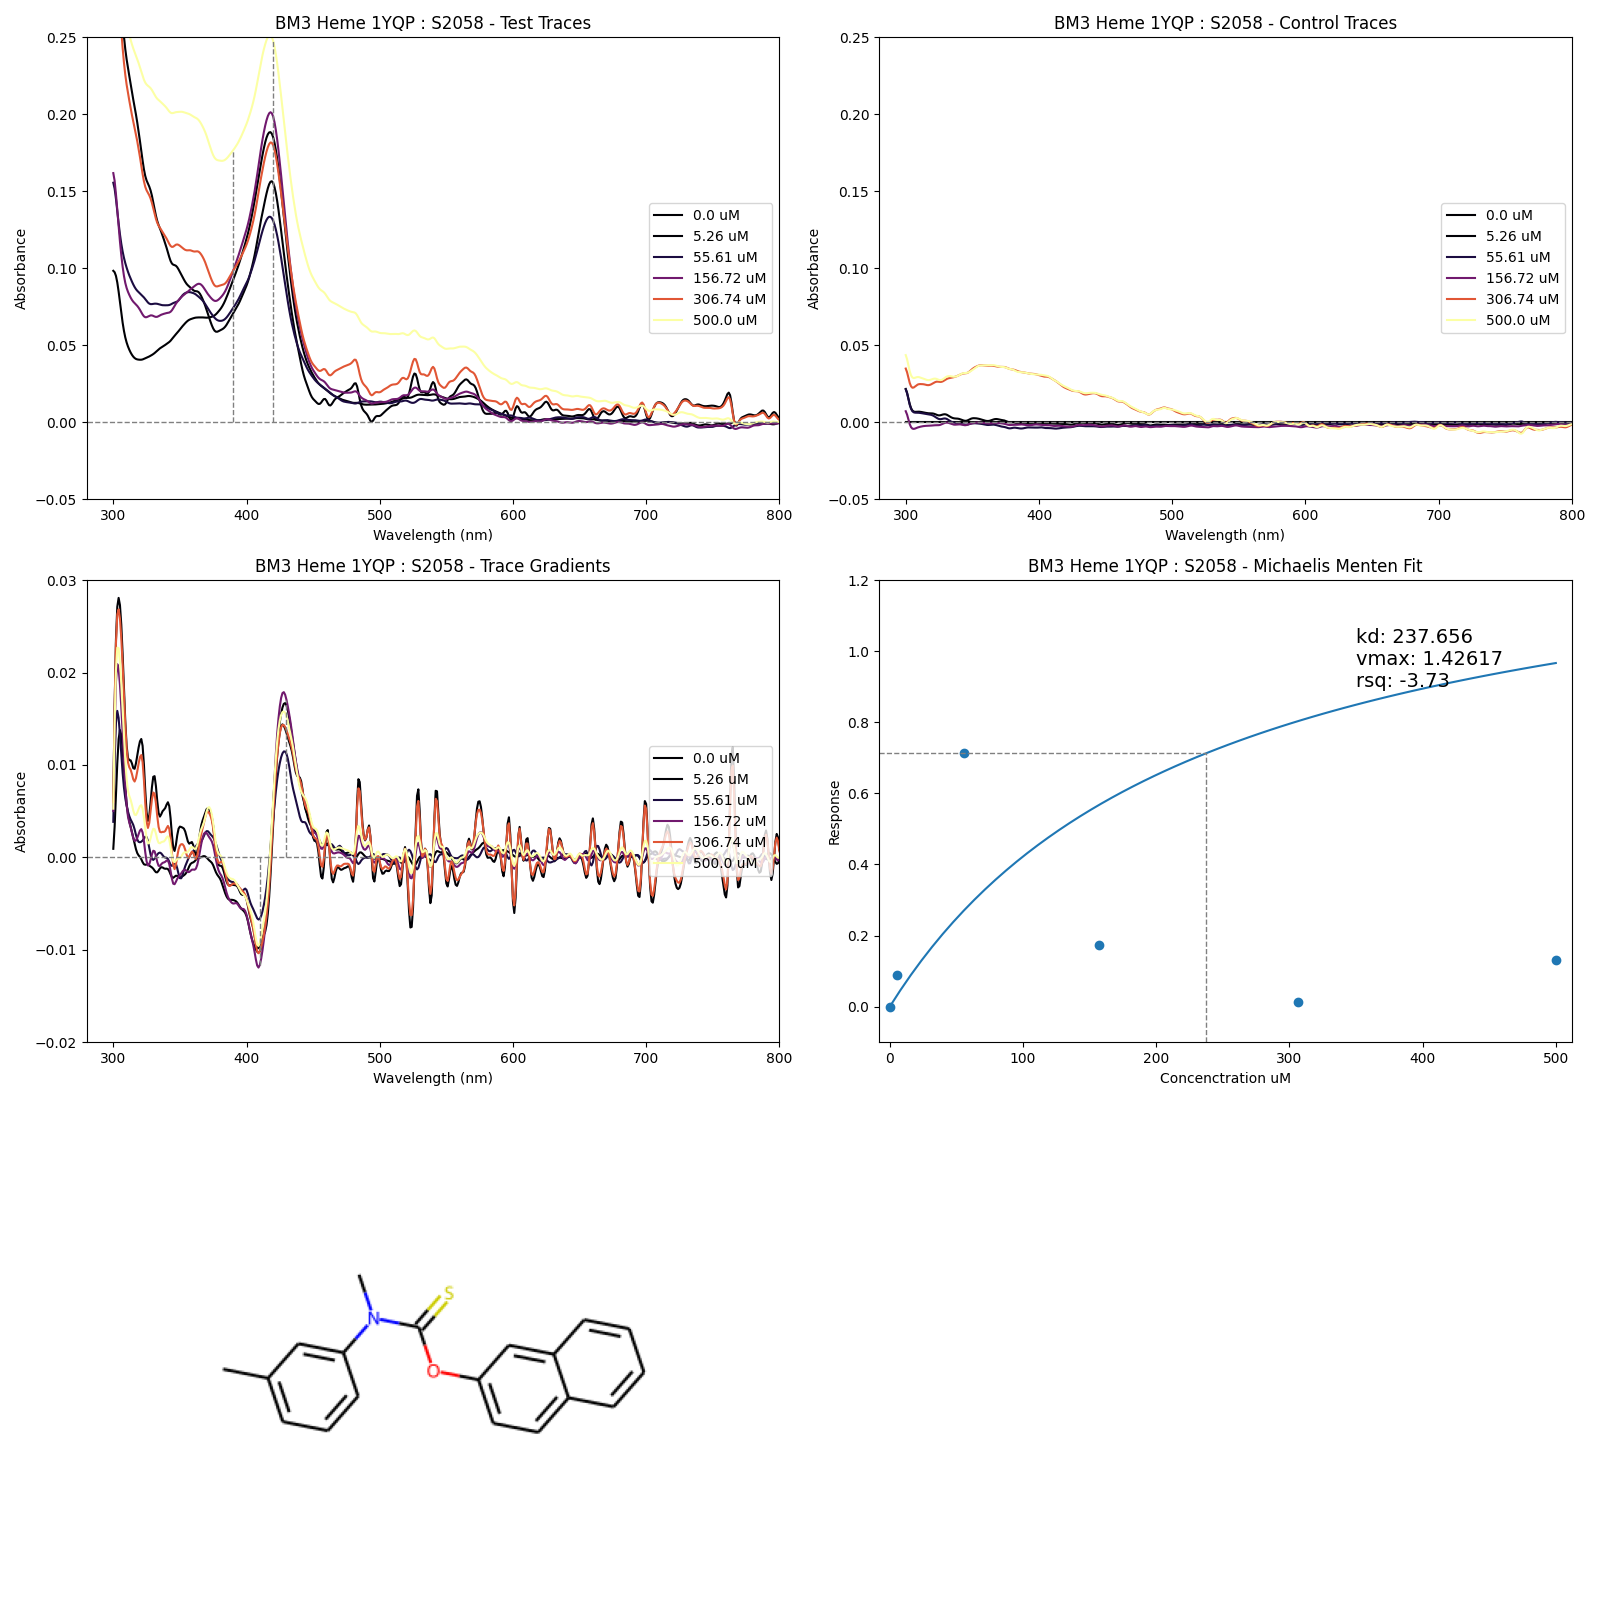 BM3 Heme 1YQP : S2058 - Test Traces
0.25
0.20
0.15
0.10
0.05
0.00
−0.05
Absorbance
300 400 500 600 700 800
Wavelength (nm)
0.0 uM
5.26 uM
55.61 uM
156.72 uM
306.74 uM
500.0 uM
BM3 Heme 1YQP : S2058 - Control Traces
0.25
0.20
0.15
0.10
0.05
0.00
−0.05
Absorbance
300 400 500 600 700 800
Wavelength (nm)
0.0 uM
5.26 uM
55.61 uM
156.72 uM
306.74 uM
500.0 uM
BM3 Heme 1YQP : S2058 - Trace Gradients
0.03
0.02
0.01
0.00
−0.01
−0.02
Absorbance
300 400 500 600 700 800
Wavelength (nm)
0.0 uM
5.26 uM
55.61 uM
156.72 uM
306.74 uM
500.0 uM
BM3 Heme 1YQP : S2058 - Michaelis Menten Fit
1.2
1.0
0.8
0.6
0.4
0.2
0.0
Response
kd: 237.656
vmax: 1.42617
rsq: -3.73
0 100 200 300 400 500
Concenctration uM
N
S
O